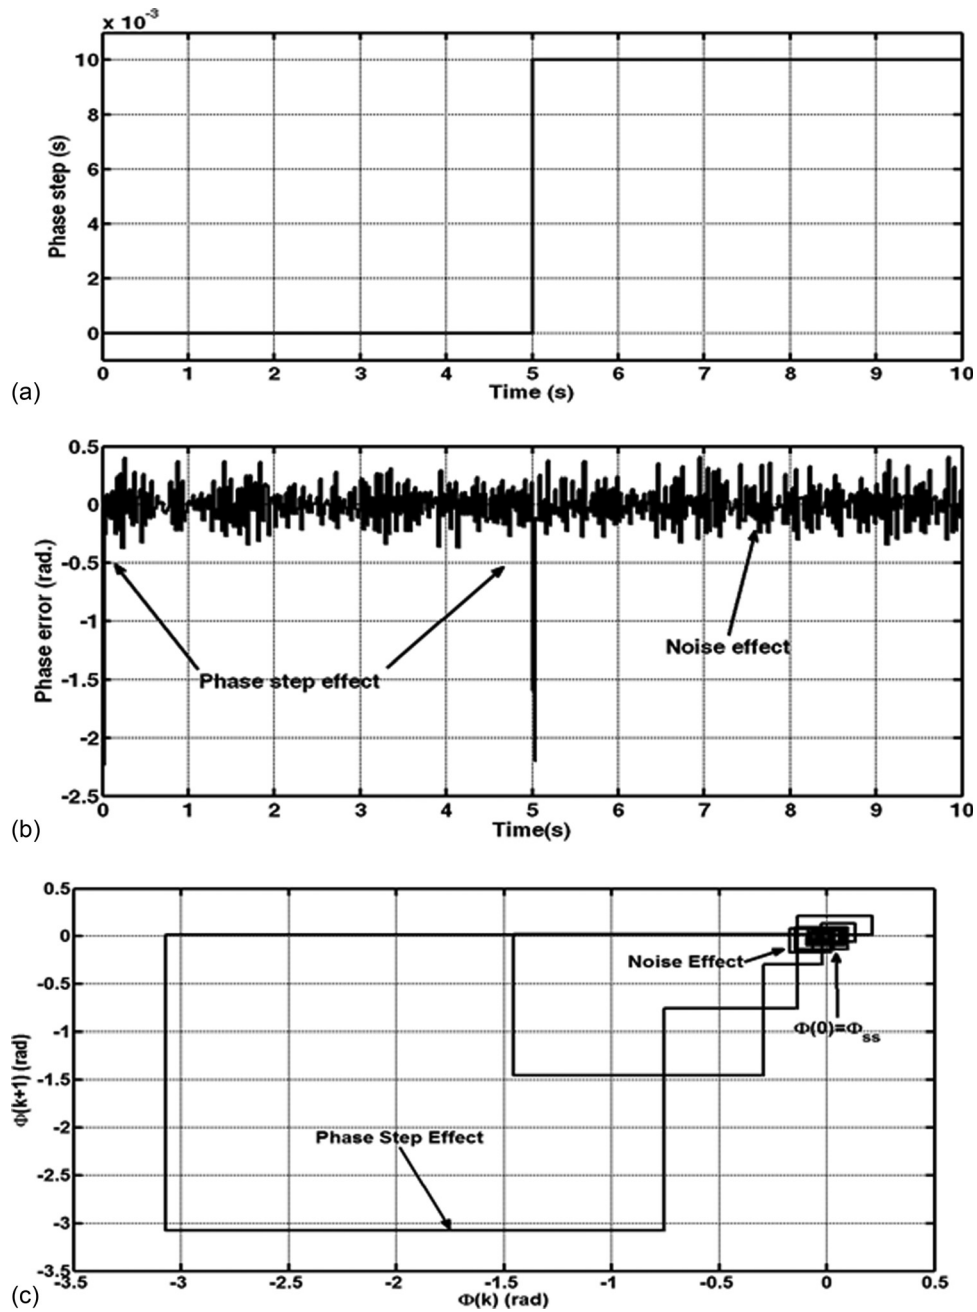 x 10-3
10
8
6
4
2
0
Phase step (s)
0 1 2 3 4 5 6 7 8 9 10
Time (s)
(a)
0.5
0
-0.5
-1
-1.5
-2
-2.5
Phase error (rad.)
Phase step effect
Noise effect
0 1 2 3 4 5 6 7 8 9 10
Time(s)
(b)
0.5
0
-0.5
-1
-1.5
-2
-2.5
-3
-3.5
Φ(k+1) (rad)
Noise Effect
Φ(0)=Φss
Phase Step Effect
-3.5 -3 -2.5 -2 -1.5 -1 -0.5 0 0.5
Φ(k) (rad)
(c)